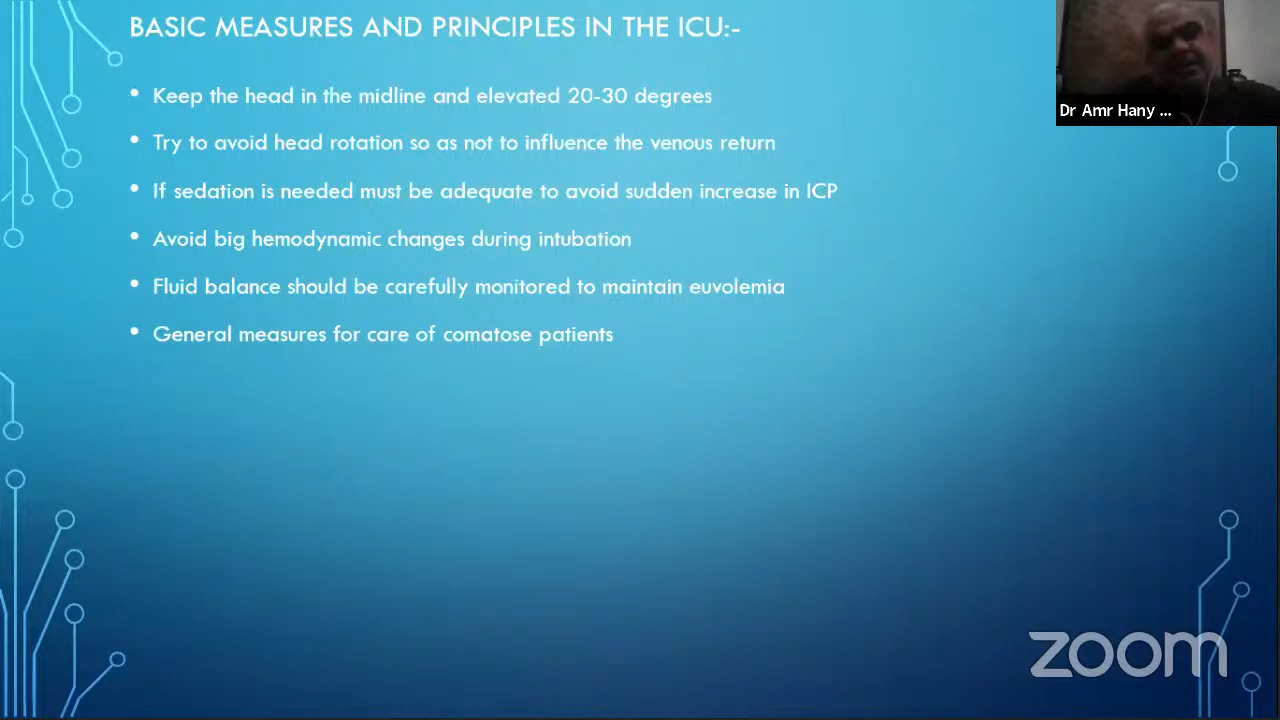 BASIC MEASURES AND PRINCIPLES IN THE ICU:-
Dr Amr Hany ...
• Keep the head in the midline and elevated 20-30 degrees
• Try to avoid head rotation so as not to influence the venous return
• If sedation is needed must be adequate to avoid sudden increase in ICP
• Avoid big hemodynamic changes during intubation
• Fluid balance should be carefully monitored to maintain euvolemia
• General measures for care of comatose patients
zoom